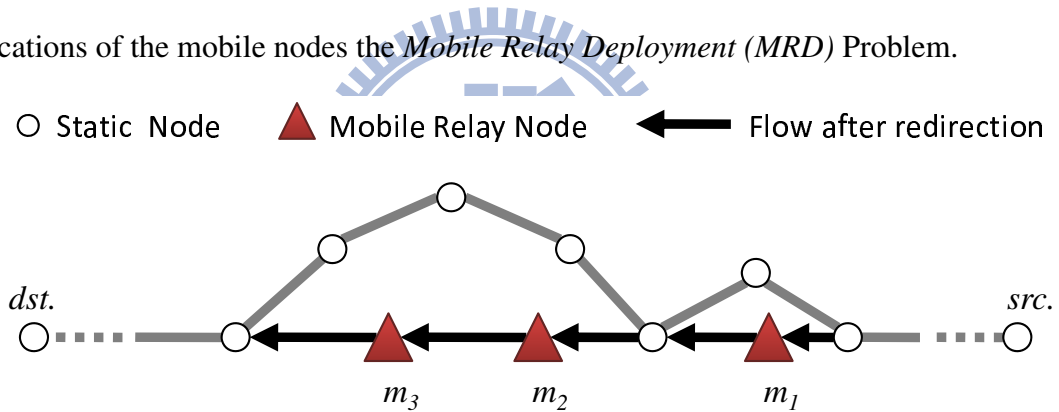 cations of the mobile nodes the Mobile Relay Deployment (MRD) Problem.
Static Node Mobile Relay Node Flow after redirection
dst. src.
m3 m2 m1